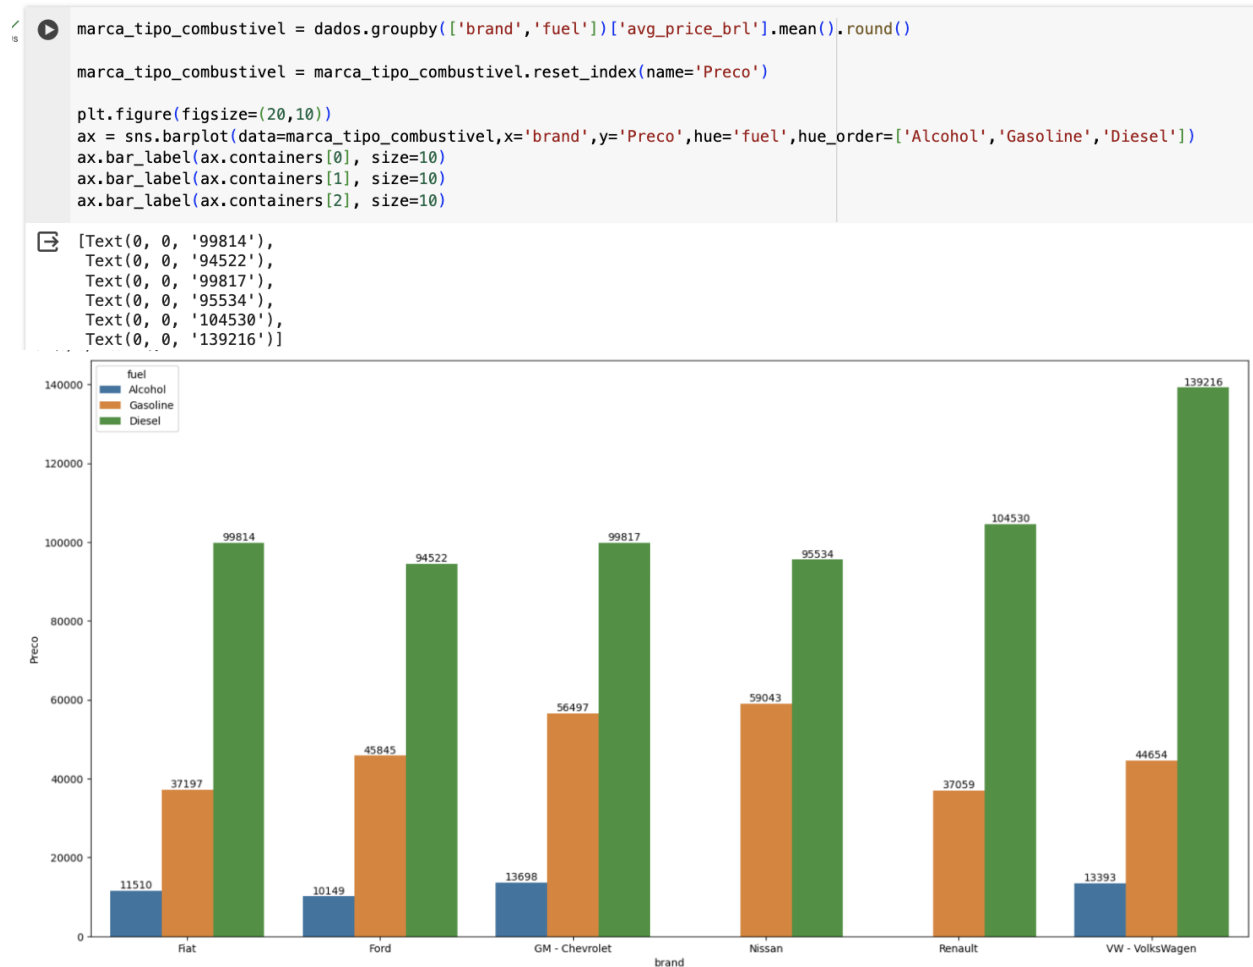 marca_tipo_combustivel = dados.groupby(['brand','fuel'])['avg_price_brl'].mean().round()
marca_tipo_combustivel = marca_tipo_combustivel.reset_index(name='Preco')
plt.figure(figsize=(20,10))
ax = sns.barplot(data=marca_tipo_combustivel,x='brand',y='Preco',hue='fuel',hue_order=['Alcohol','Gasoline','Diesel'])
ax.bar_label(ax.containers[0], size=10)
ax.bar_label(ax.containers[1], size=10)
ax.bar_label(ax.containers[2], size=10)
[Text(0, 0, '99814'),
Text(0, 0, '94522'),
Text(0, 0, '99817'),
Text(0, 0, '95534'),
Text(0, 0, '104530'),
Text(0, 0, '139216')]
fuel
Alcohol
Gasoline
Diesel
Preco
140000
120000
100000
80000
60000
40000
20000
0
11510 37197 99814
10149 45845 94522
13698 56497 99817
59043 95534
37059 104530
13393 44654 139216
Fiat Ford GM - Chevrolet Nissan Renault VW - VolksWagen
brand